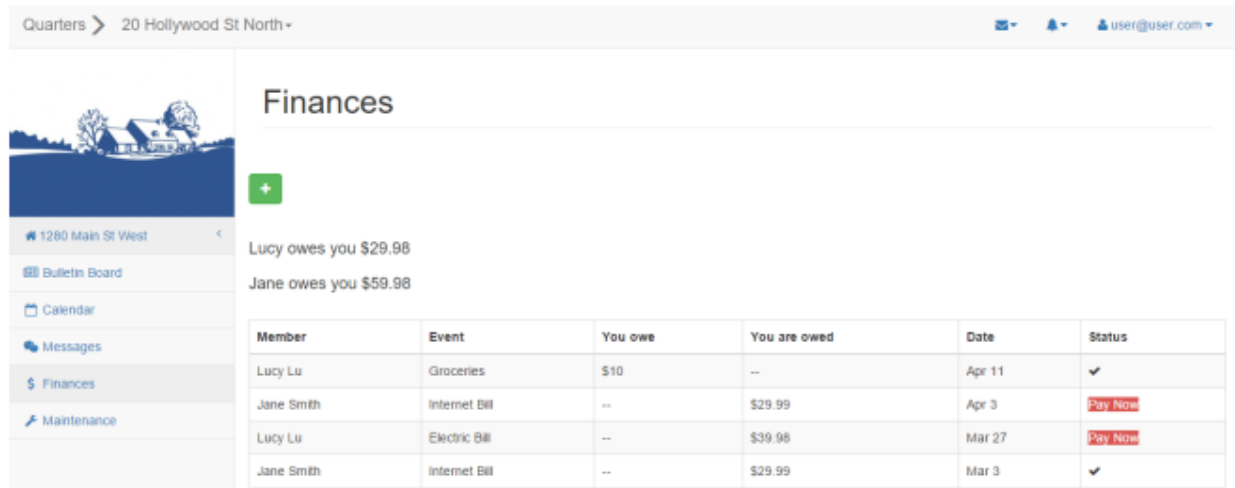 Quarters 20 Hollywood St North
user@user.com
Finances
+
1280 Main St West
Bulletin Board
Calendar
Messages
$ Finances
Maintenance
Lucy owes you $29.98
Jane owes you $59.98
Member Event You owe You are owed Date Status
Lucy Lu Groceries $10 -- Apr 11 ✔
Jane Smith Internet Bill -- $29.99 Apr 3 Pay Now
Lucy Lu Electric Bill -- $39.98 Mar 27 Pay Now
Jane Smith Internet Bill -- $29.99 Mar 3 ✔